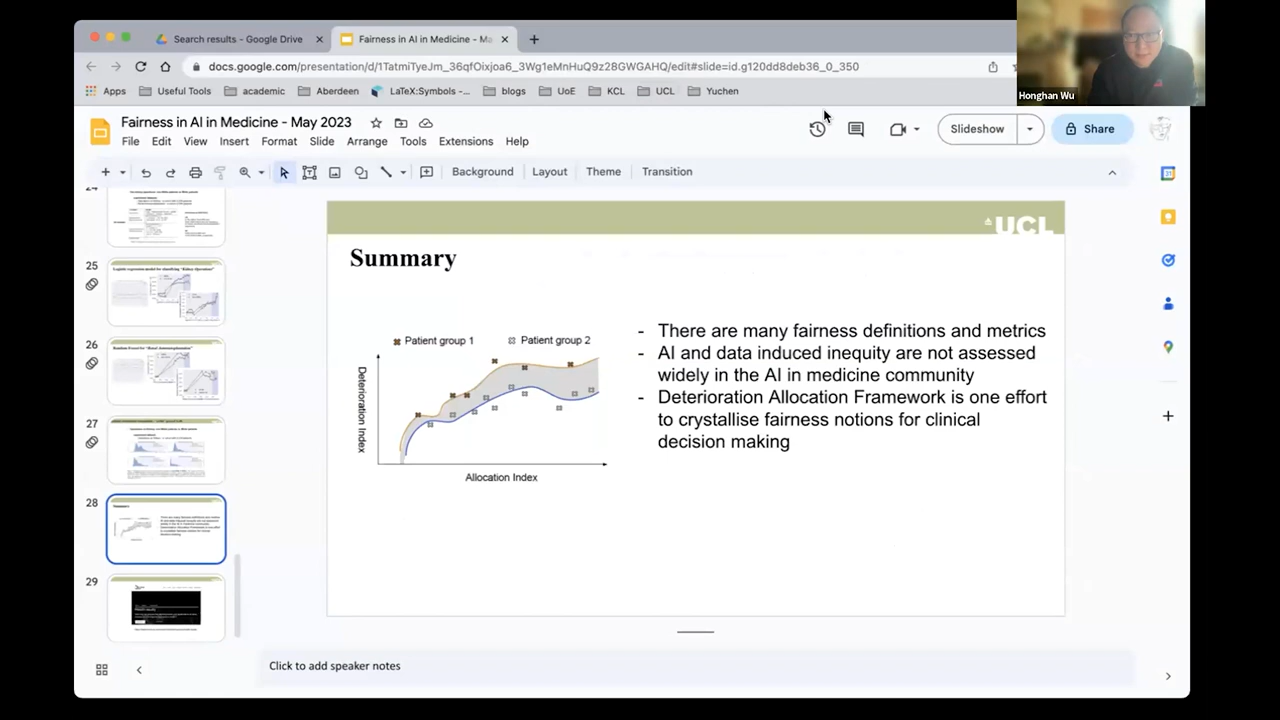 Search results - Google Drive
Fairness in AI in Medicine - Ma
docs.google.com/presentation/d/1TatmiTyeJm_36qfOixjoa6_3Wg1eMnHuQ9z28GWGAHQ/edit#slide=id.g120dd8deb36_0_350
Honghan Wu
Apps
Useful Tools
academic
Aberdeen
LaTeX:Symbols -...
blogs
UoE
KCL
UCL
Yuchen
Fairness in AI in Medicine - May 2023
File Edit View Insert Format Slide Arrange Tools Extensions Help
Slideshow
Share
Background Layout Theme Transition
24
25
26
27
28
29
UCL
Summary
Patient group 1
Patient group 2
Deterioration Index
Allocation Index
- There are many fairness definitions and metrics
- AI and data induced inequity are not assessed
widely in the AI in medicine community
- Deterioration Allocation Framework is one effort
to crystallise fairness notions for clinical
decision making
Click to add speaker notes